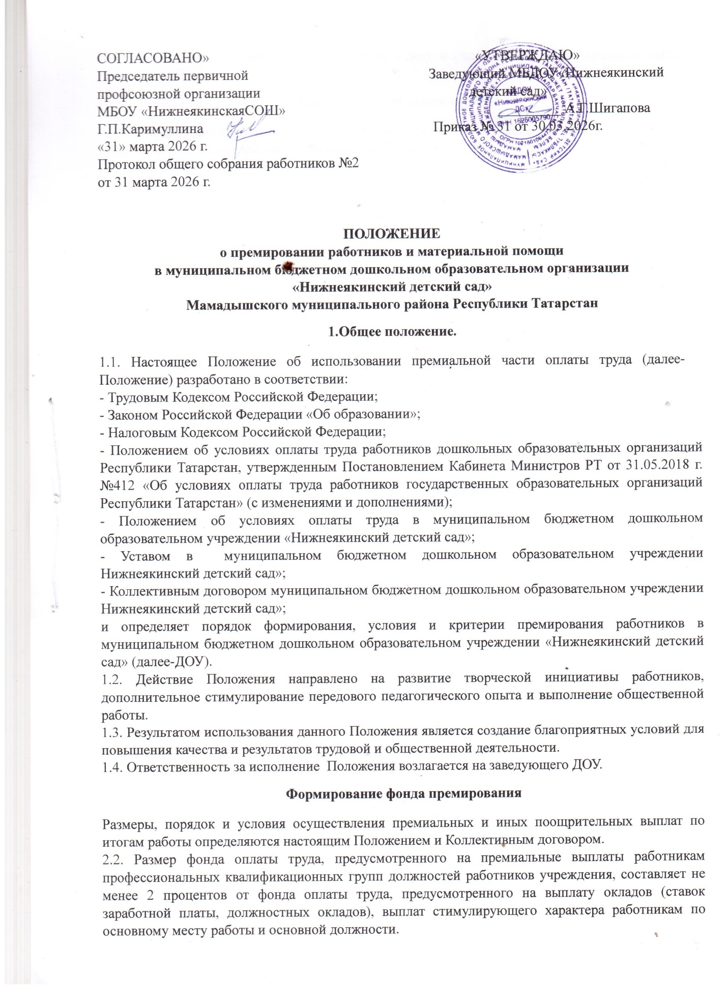 СОГЛАСОВАНО»
Председатель первичной
профсоюзной организации
МБОУ «НижнеякинскаяСОШ»
Г.П.Каримуллина
«31» марта 2026 г.
Протокол общего собрания работников №2
от 31 марта 2026 г.
«УТВЕРЖДАЮ»
Заведующий МБДОУ«Нижнеякинский
детский сад»
А.Г.Шигапова
Приказ № 31 от 30.03.2026г.
МБДОУ
«Нижнеякинский
ДС»
ИНН 1626005790
ПОЛОЖЕНИЕ
о премировании работников и материальной помощи
в муниципальном бюджетном дошкольном образовательном организации
«Нижнеякинский детский сад»
Мамадышского муниципального района Республики Татарстан
1.Общее положение.
1.1. Настоящее Положение об использовании премиальной части оплаты труда (далее-
Положение) разработано в соответствии:
- Трудовым Кодексом Российской Федерации;
- Законом Российской Федерации «Об образовании»;
- Налоговым Кодексом Российской Федерации;
- Положением об условиях оплаты труда работников дошкольных образовательных организаций
Республики Татарстан, утвержденным Постановлением Кабинета Министров РТ от 31.05.2018 г.
№412 «Об условиях оплаты труда работников государственных образовательных организаций
Республики Татарстан» (с изменениями и дополнениями);
- Положением об условиях оплаты труда в муниципальном бюджетном дошкольном
образовательном учреждении «Нижнеякинский детский сад»;
- Уставом в муниципальном бюджетном дошкольном образовательном учреждении
Нижнеякинский детский сад»;
- Коллективным договором муниципальном бюджетном дошкольном образовательном учреждении
Нижнеякинский детский сад»;
и определяет порядок формирования, условия и критерии премирования работников в
муниципальном бюджетном дошкольном образовательном учреждении «Нижнеякинский детский
сад» (далее-ДОУ).
1.2. Действие Положения направлено на развитие творческой инициативы работников,
дополнительное стимулирование передового педагогического опыта и выполнение общественной
работы.
1.3. Результатом использования данного Положения является создание благоприятных условий для
повышения качества и результатов трудовой и общественной деятельности.
1.4. Ответственность за исполнение Положения возлагается на заведующего ДОУ.
Формирование фонда премирования
Размеры, порядок и условия осуществления премиальных и иных поощрительных выплат по
итогам работы определяются настоящим Положением и Коллективным договором.
2.2. Размер фонда оплаты труда, предусмотренного на премиальные выплаты работникам
профессиональных квалификационных групп должностей работников учреждения, составляет не
менее 2 процентов от фонда оплаты труда, предусмотренного на выплату окладов (ставок
заработной платы, должностных окладов), выплат стимулирующего характера работникам по
основному месту работы и основной должности.